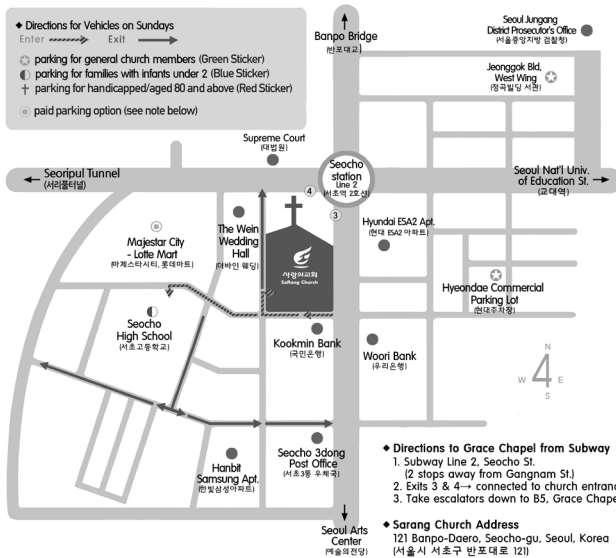 ◆ Directions for Vehicles on Sundays
Enter Exit
parking for general church members (Green Sticker)
parking for families with infants under 2 (Blue Sticker)
parking for handicapped/aged 80 and above (Red Sticker)
paid parking option (see note below)
Banpo Bridge
(반포대교)
Seoul Jungang
District Prosecutor's Office
(서울중앙지방 검찰청)
Jeonggok Bld,
West Wing
(정곡빌딩 서관)
Supreme Court
(대법원)
Seoripul Tunnel
(서리풀터널)
Seocho
station
Line 2
(서초역 2호선)
4
3
Seoul Nat'l Univ.
of Education St.
(교대역)
Majestar City
- Lotte Mart
(마제스타시티, 롯데마트)
The Wein
Wedding
Hall
(더바인 웨딩)
사랑의교회
SaRang Church
Hyundai ESA2 Apt.
(현대 ESA2 아파트)
Hyeondae Commercial
Parking Lot
(현대주차장)
Seocho
High School
(서초고등학교)
Kookmin Bank
(국민은행)
Woori Bank
(우리은행)
N
W 4 E
S
Hanbit
Samsung Apt.
(한빛삼성아파트)
Seocho 3dong
Post Office
(서초3동 우체국)
Seoul Arts
Center
(예술의전당)
◆ Directions to Grace Chapel from Subway
1. Subway Line 2, Seocho St.
(2 stops away from Gangnam St.)
2. Exits 3 & 4→ connected to church entranc
3. Take escalators down to B5, Grace Chape
◆ Sarang Church Address
121 Banpo-Daero, Seocho-gu, Seoul, Korea
(서울시 서초구 반포대로 121)